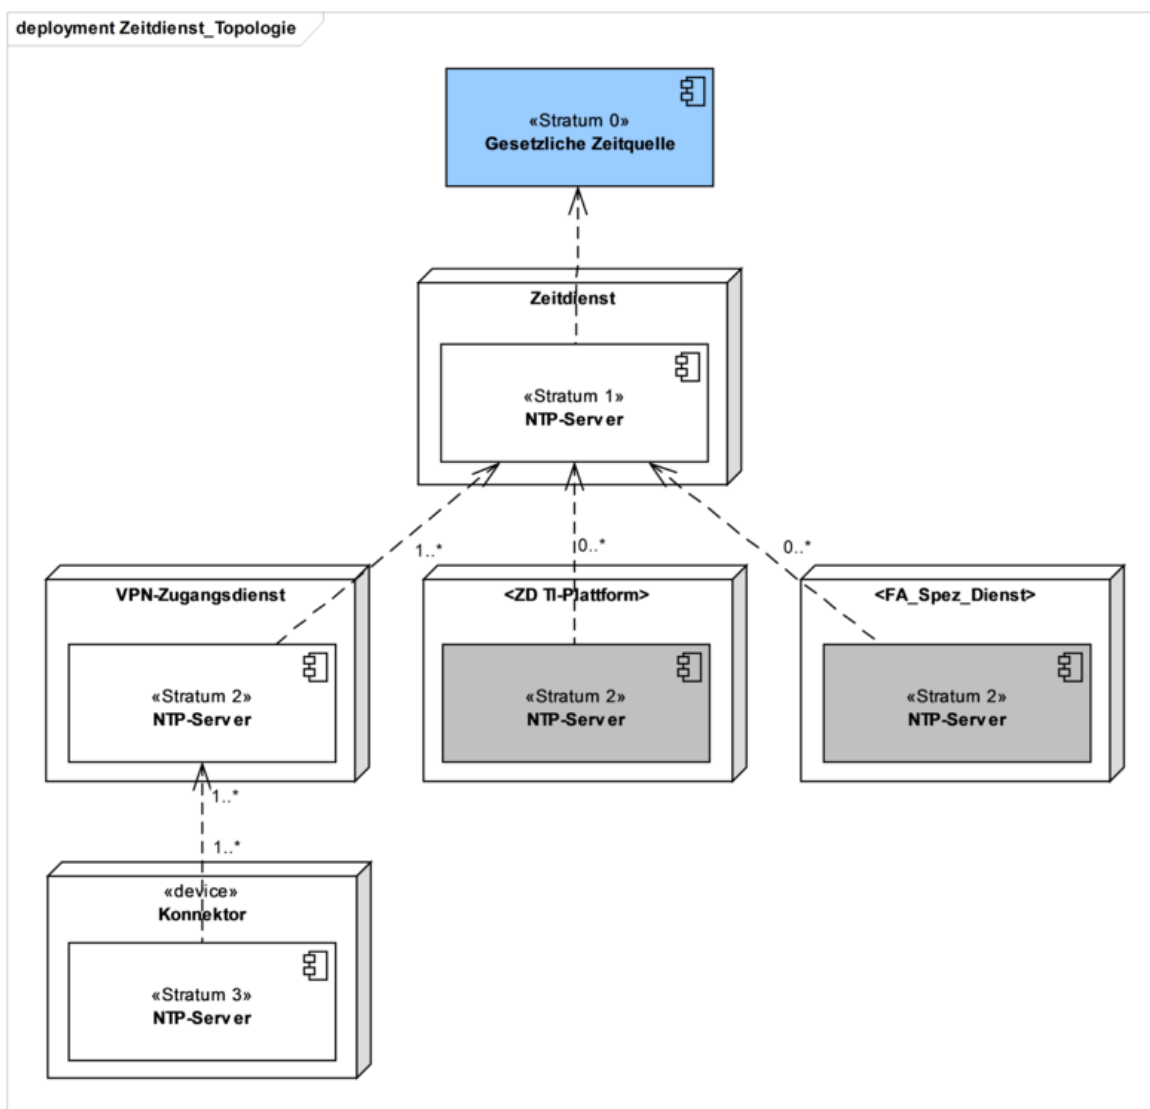 deployment Zeitdienst_Topologie
«Stratum 0»
Gesetzliche Zeitquelle
Zeitdienst
«Stratum 1»
NTP-Server
1..*
0..*
0..*
VPN-Zugangsdienst
<ZD TI-Plattform>
<FA_Spez_Dienst>
«Stratum 2»
NTP-Server
«Stratum 2»
NTP-Server
«Stratum 2»
NTP-Server
1..*
1..*
«device»
Konnektor
«Stratum 3»
NTP-Server